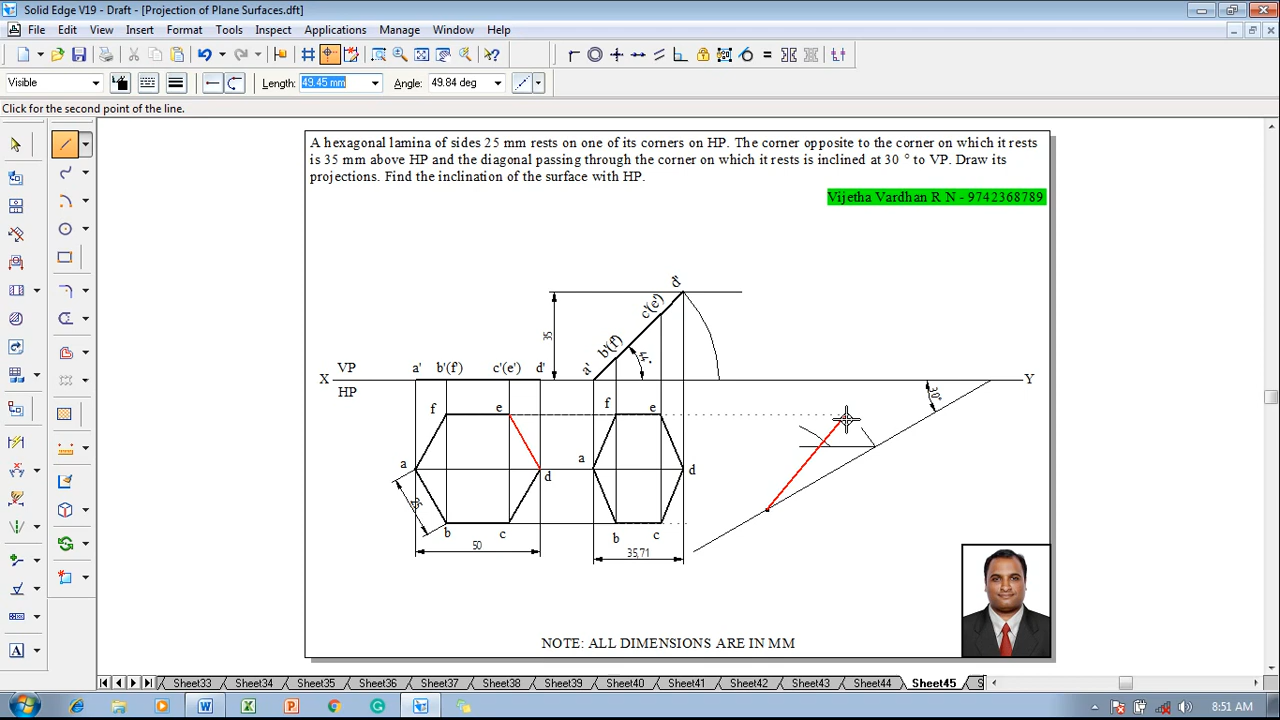 Solid Edge V19 - Draft - [Projection of Plane Surfaces.dft]
File Edit View Insert Format Tools Inspect Applications Manage Window Help
Visible Length: 49.45 mm Angle: 49.84 deg
Click for the second point of the line.
A hexagonal lamina of sides 25 mm rests on one of its corners on HP. The corner opposite to the corner on which it rests
is 35 mm above HP and the diagonal passing through the corner on which it rests is inclined at 30 ° to VP. Draw its
projections. Find the inclination of the surface with HP.
Vijetha Vardhan R N - 9742368789
d'
c'(e')
35
b'(f')
44°
VP a' b'(f') c'(e') d' a'
X Y
HP
30°
f e f e
a d a d
25
b c b c
50 35,71
NOTE: ALL DIMENSIONS ARE IN MM
Sheet33 Sheet34 Sheet35 Sheet36 Sheet37 Sheet38 Sheet39 Sheet40 Sheet41 Sheet42 Sheet43 Sheet44 Sheet45 S
8:51 AM